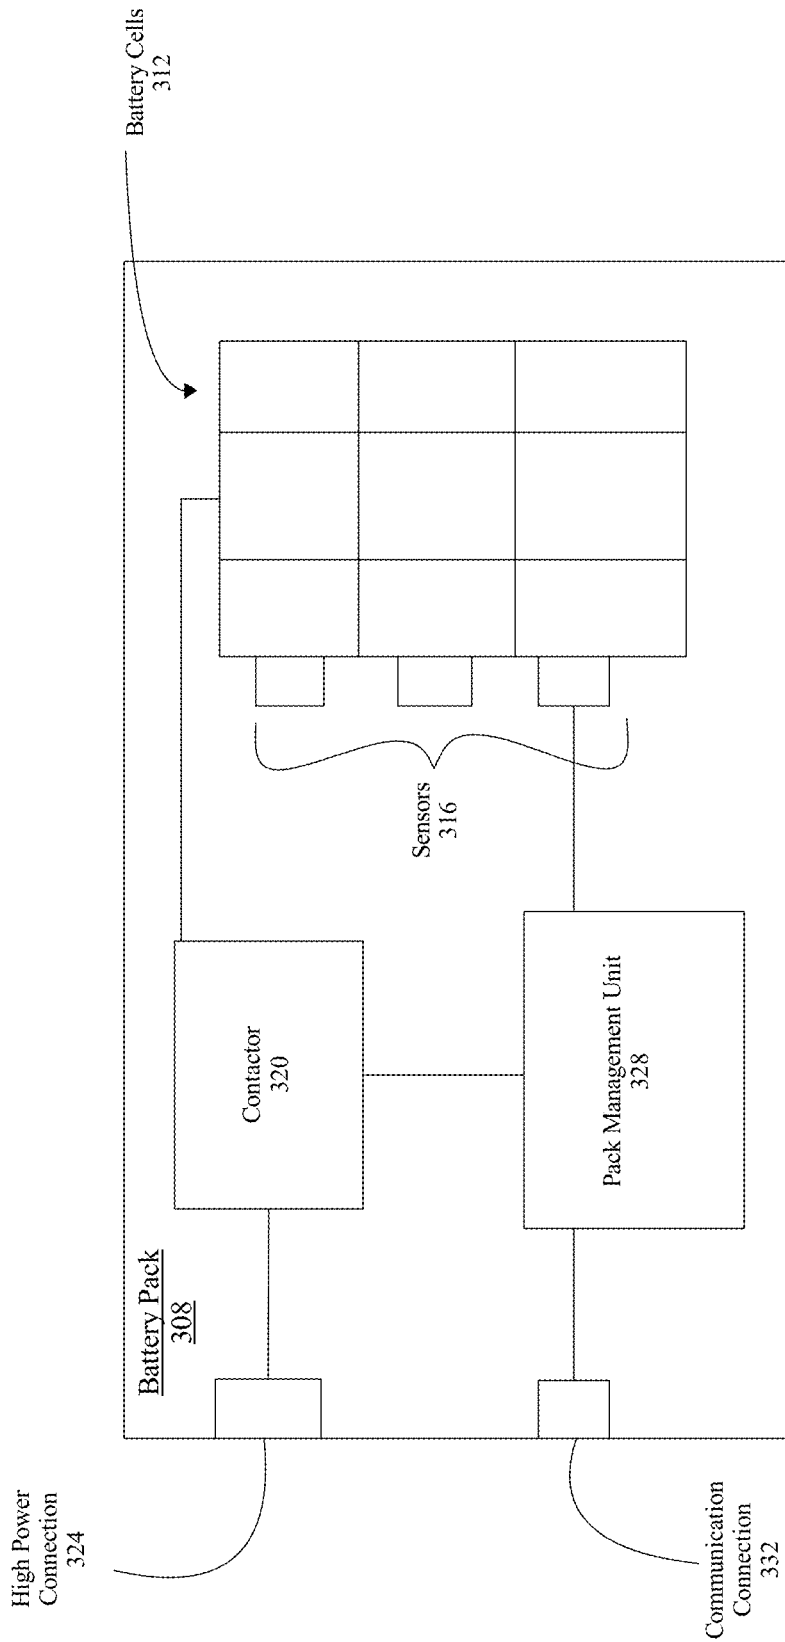 High Power
Connection
324
Battery Pack
308
Contactor
320
Battery Cells
312
Sensors
316
Pack Management Unit
328
Communication
Connection
332